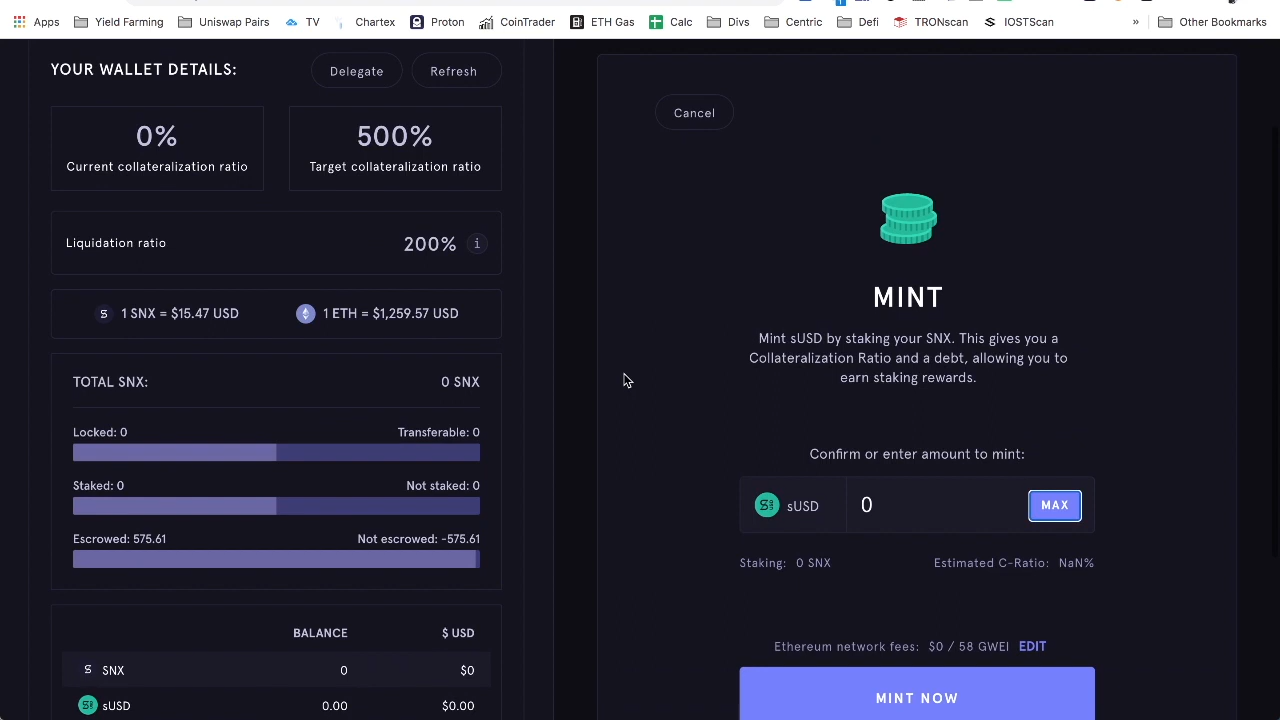 Apps Yield Farming Uniswap Pairs TV Chartex Proton CoinTrader ETH Gas Calc Divs Centric Defi TRONscan IOSTScan » Other Bookmarks
YOUR WALLET DETAILS:
Delegate
Refresh
0%
Current collateralization ratio
500%
Target collateralization ratio
Liquidation ratio
200%
i
1 SNX = $15.47 USD
1 ETH = $1,259.57 USD
TOTAL SNX:
0 SNX
Locked: 0
Transferable: 0
Staked: 0
Not staked: 0
Escrowed: 575.61
Not escrowed: -575.61
BALANCE
$ USD
SNX
0
$0
sUSD
0.00
$0.00
Cancel
MINT
Mint sUSD by staking your SNX. This gives you a
Collateralization Ratio and a debt, allowing you to
earn staking rewards.
Confirm or enter amount to mint:
sUSD
0
MAX
Staking: 0 SNX
Estimated C-Ratio: NaN%
Ethereum network fees: $0 / 58 GWEI EDIT
MINT NOW